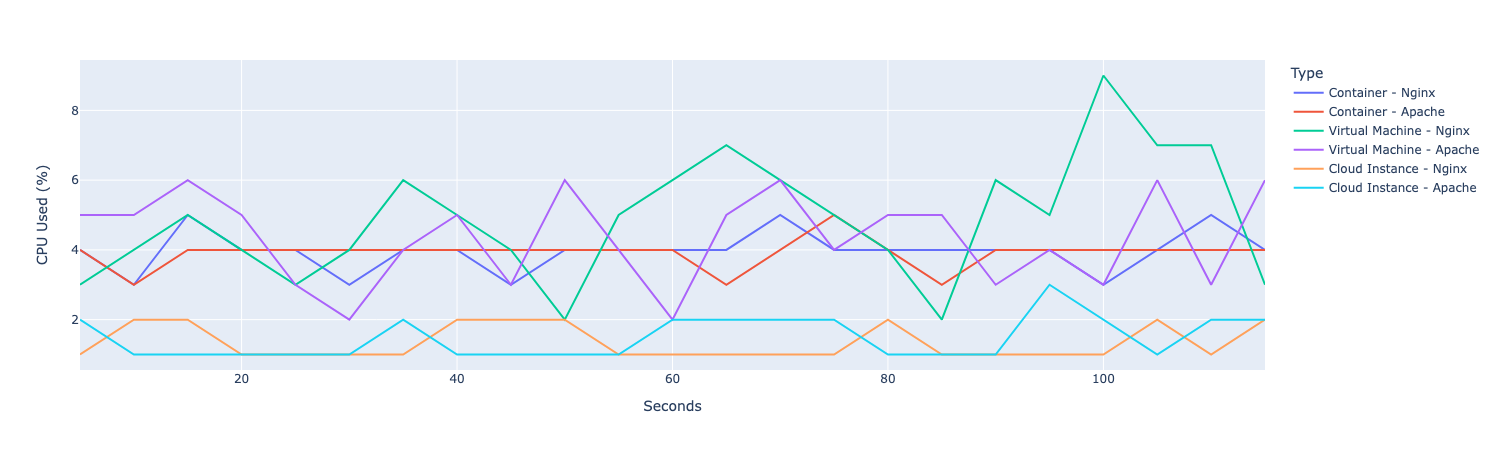 Type
Container - Nginx
Container - Apache
Virtual Machine - Nginx
Virtual Machine - Apache
Cloud Instance - Nginx
Cloud Instance - Apache
CPU Used (%)
8
6
4
2
20
40
60
80
100
Seconds